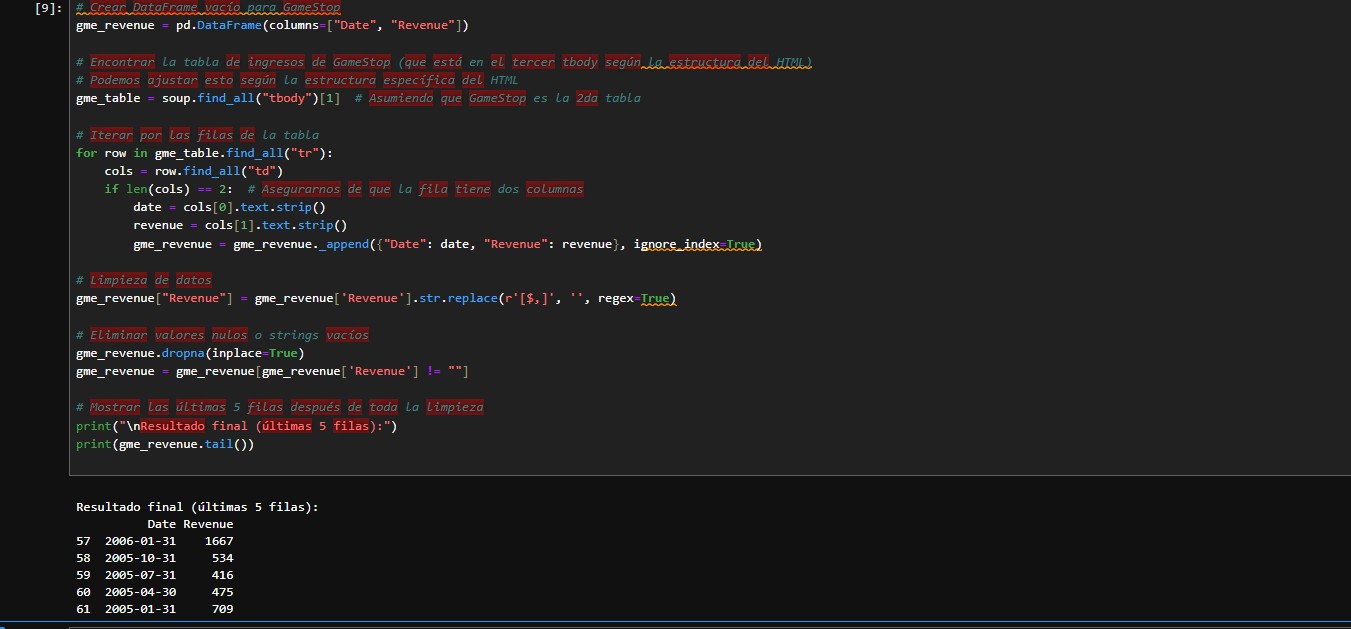 [9]: # Crear DataFrame vacío para GameStop
gme_revenue = pd.DataFrame(columns=["Date", "Revenue"])
# Encontrar la tabla de ingresos de GameStop (que está en el tercer tbody según la estructura del HTML)
# Podemos ajustar esto según la estructura específica del HTML
gme_table = soup.find_all("tbody")[1]  # Asumiendo que GameStop es la 2da tabla
# Iterar por las filas de la tabla
for row in gme_table.find_all("tr"):
    cols = row.find_all("td")
    if len(cols) == 2:  # Asegurarnos de que la fila tiene dos columnas
        date = cols[0].text.strip()
        revenue = cols[1].text.strip()
        gme_revenue = gme_revenue._append({"Date": date, "Revenue": revenue}, ignore_index=True)
# Limpieza de datos
gme_revenue["Revenue"] = gme_revenue['Revenue'].str.replace(r'[$,]', '', regex=True)
# Eliminar valores nulos o strings vacíos
gme_revenue.dropna(inplace=True)
gme_revenue = gme_revenue[gme_revenue['Revenue'] != ""]
# Mostrar las últimas 5 filas después de toda la limpieza
print("\nResultado final (últimas 5 filas):")
print(gme_revenue.tail())
Resultado final (últimas 5 filas):
Date Revenue
57 2006-01-31 1667
58 2005-10-31 534
59 2005-07-31 416
60 2005-04-30 475
61 2005-01-31 709